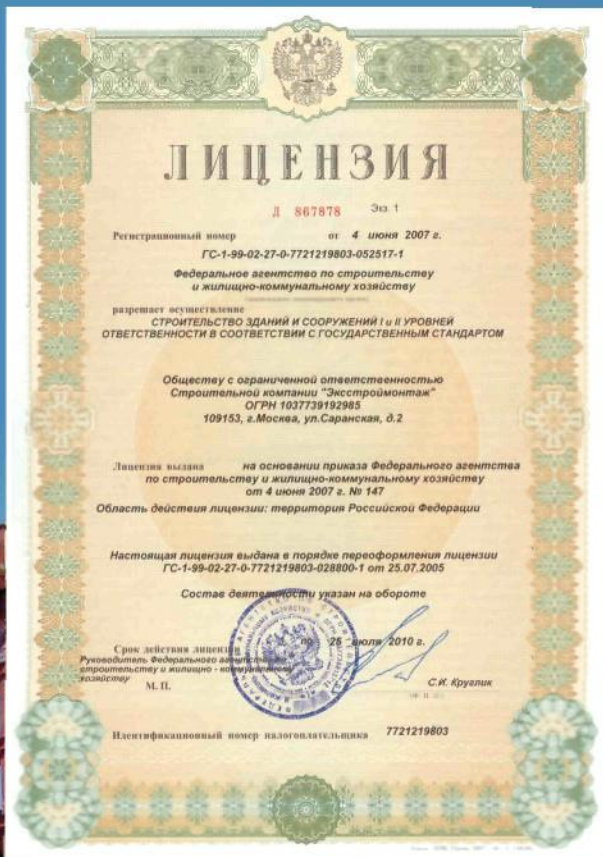 ЛИЦЕНЗИЯ
Д 867878 Экз. 1
Регистрационный номер от 4 июня 2007 г.
ГС-1-99-02-27-0-7721219803-052517-1
Федеральное агентство по строительству
и жилищно-коммунальному хозяйству
разрешает осуществление
СТРОИТЕЛЬСТВО ЗДАНИЙ И СООРУЖЕНИЙ I и II УРОВНЕЙ
ОТВЕТСТВЕННОСТИ В СООТВЕТСТВИИ С ГОСУДАРСТВЕННЫМ СТАНДАРТОМ
Обществу с ограниченной ответственностью
Строительной компании "Эксстроймонтаж"
ОГРН 1037739192985
109153, г.Москва, ул.Саранская, д.2
Лицензия выдана на основании приказа Федерального агентства
по строительству и жилищно-коммунальному хозяйству
от 4 июня 2007 г. № 147
Область действия лицензии: территория Российской Федерации
Настоящая лицензия выдана в порядке переоформления лицензии
ГС-1-99-02-27-0-7721219803-028800-1 от 25.07.2005
Состав деятельности указан на обороте
Срок действия лицензии по 25 июля 2010 г.
Руководитель Федерального агентства по
строительству и жилищно - коммунальному
хозяйству
М. П. С.И. Круглик
Идентификационный номер налогоплательщика 7721219803